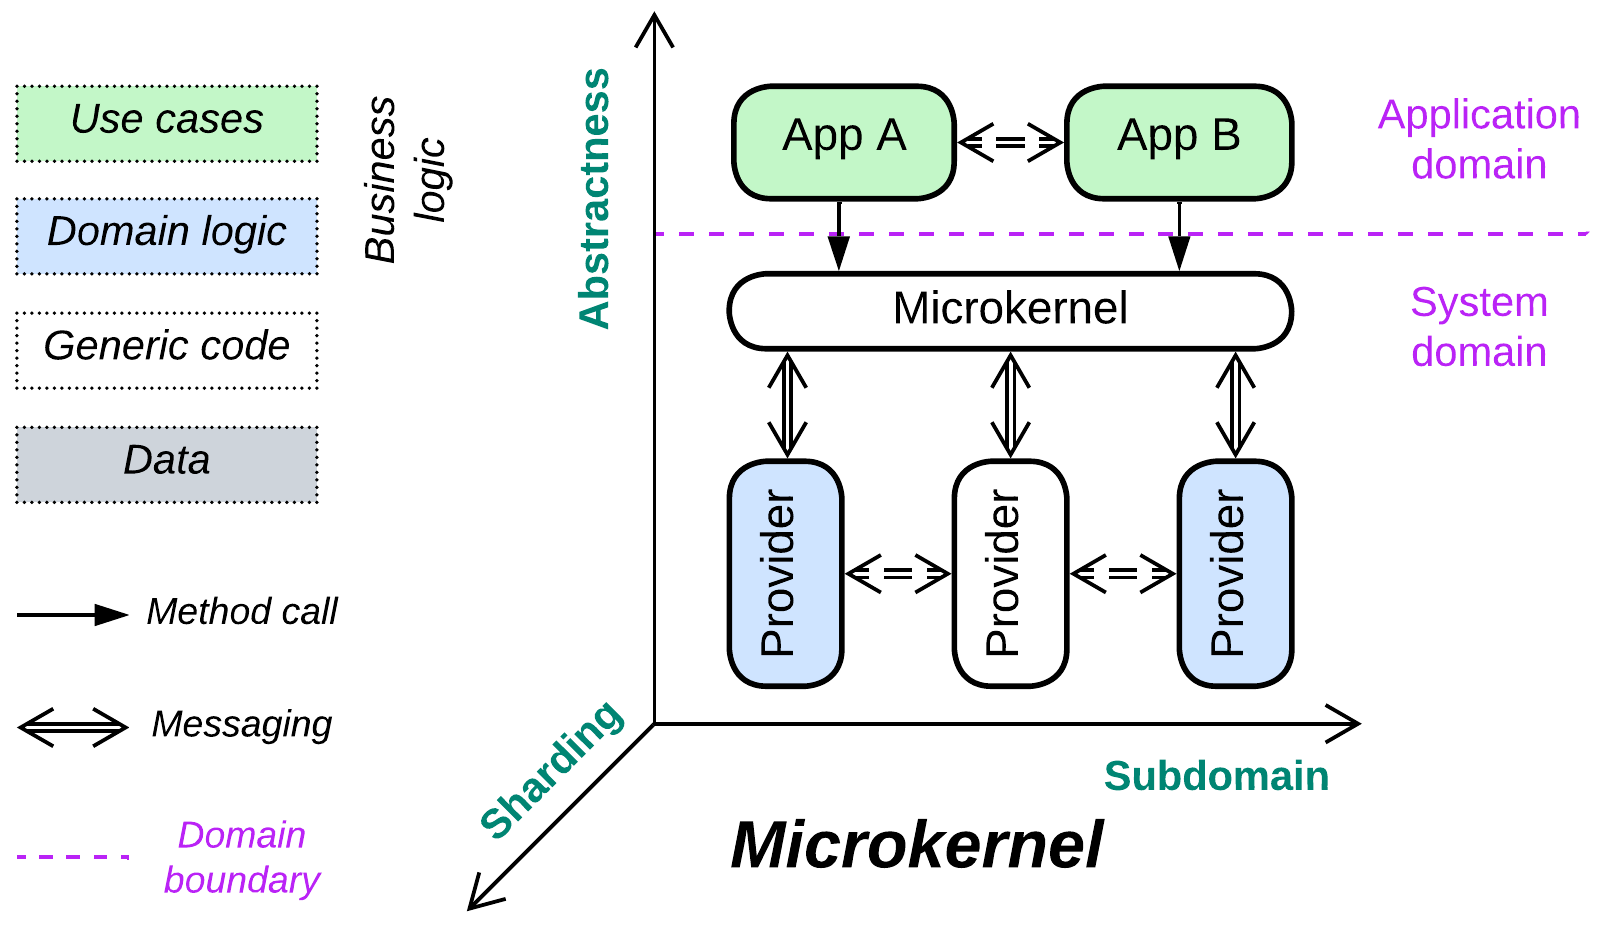 Use cases
Domain logic
Generic code
Data
Business
logic
Method call
Messaging
Domain
boundary
Abstractness
Sharding
Subdomain
App A
App B
Microkernel
Provider
Provider
Provider
Application
domain
System
domain
Microkernel